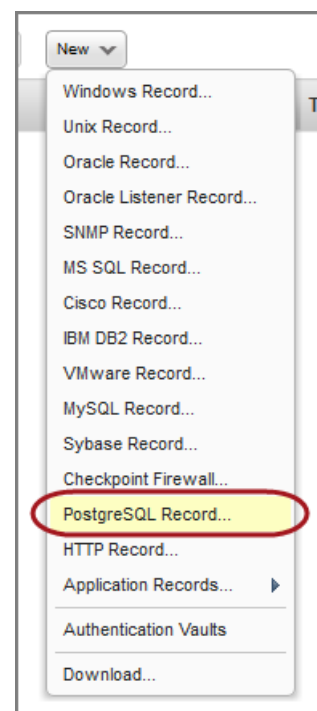 New
Windows Record...
T
Unix Record...
Oracle Record...
Oracle Listener Record...
SNMP Record...
MS SQL Record...
Cisco Record...
IBM DB2 Record...
VMware Record...
MySQL Record...
Sybase Record...
Checkpoint Firewall...
PostgreSQL Record...
HTTP Record...
Application Records...
Authentication Vaults
Download...